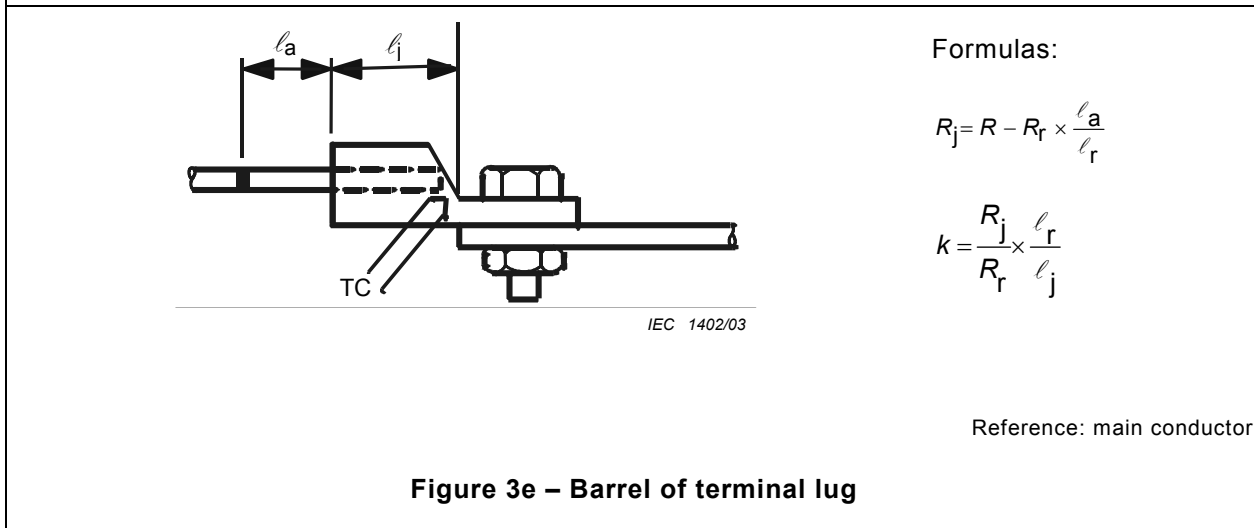 ℓa ℓj
Formulas:
Rj = R − Rr × ℓa / ℓr
k = Rj / Rr × ℓr / ℓj
TC
IEC 1402/03
Reference: main conductor
Figure 3e – Barrel of terminal lug